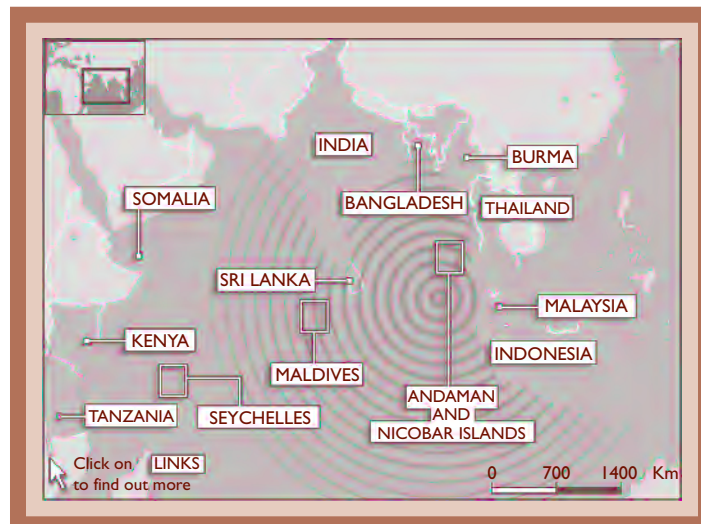 INDIA
BURMA
SOMALIA
BANGLADESH
THAILAND
SRI LANKA
MALAYSIA
KENYA
INDONESIA
MALDIVES
ANDAMAN
AND
NICOBAR ISLANDS
TANZANIA
SEYCHELLES
Click on LINKS
to find out more
0 700 1400 Km